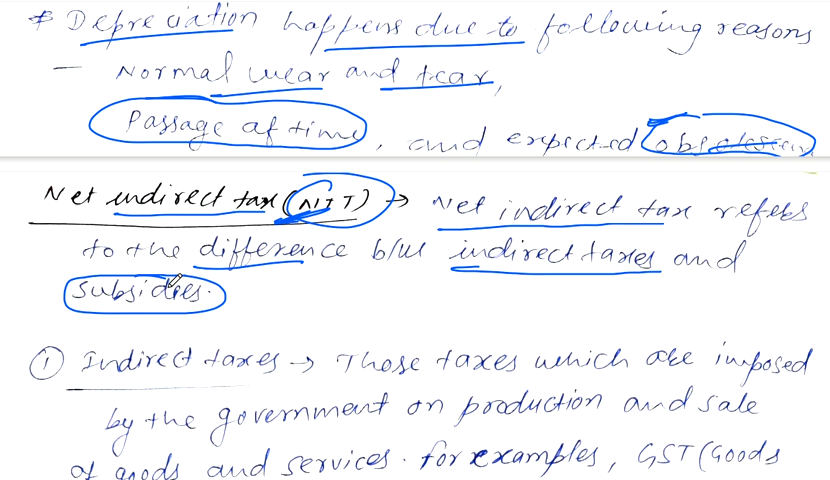 * Depreciation happens due to following reasons
- Normal wear and tear,
Passage of time, and expected
Net indirect tax (NIT) → Net indirect tax refers
to the difference b/w indirect taxes and
Subsidies.
① Indirect taxes → Those taxes which are imposed
by the government on production and sale
of goods and services. for examples, GST (Goods